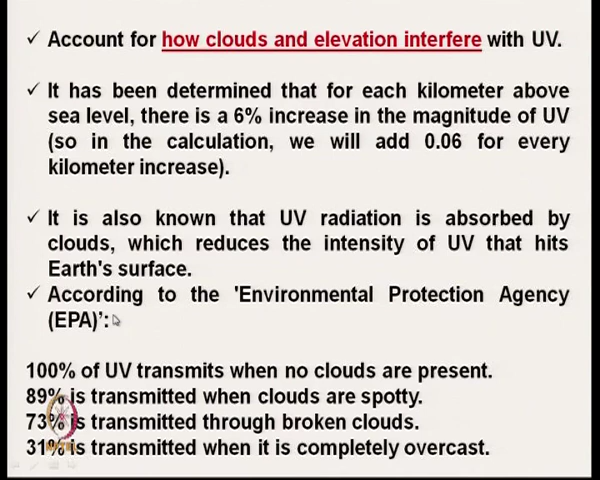 ✓ Account for how clouds and elevation interfere with UV.
✓ It has been determined that for each kilometer above
sea level, there is a 6% increase in the magnitude of UV
(so in the calculation, we will add 0.06 for every
kilometer increase).
✓ It is also known that UV radiation is absorbed by
clouds, which reduces the intensity of UV that hits
Earth's surface.
✓ According to the 'Environmental Protection Agency
(EPA)’:
100% of UV transmits when no clouds are present.
89% is transmitted when clouds are spotty.
73% is transmitted through broken clouds.
31% is transmitted when it is completely overcast.